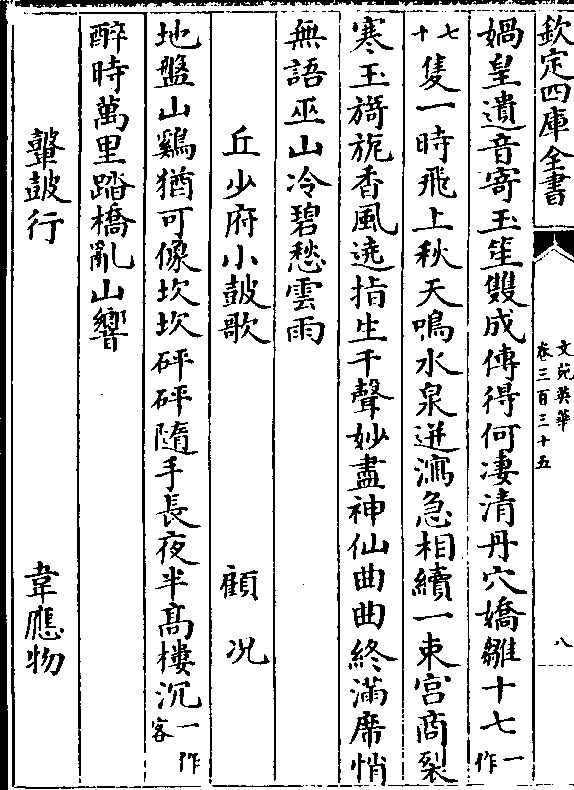 欽定四庫全書
文苑英華
卷三百三十五
八
媧皇遺音寄玉笙雙成傳得何凄清丹穴嬌雛十七一作
十七隻一時飛上秋天鳴水泉迸瀉急相續一束宮商裂
寒玉旖旎香風遶指生千聲妙盡神仙曲曲終滿席悄
無語巫山冷碧愁雲雨
丘少府小鼓歌 顧況
地盤山鷄猶可像坎坎砰砰隨手長夜半髙樓沉一作客
醉時萬里踏橋亂山響
鼙鼓行 韋應物